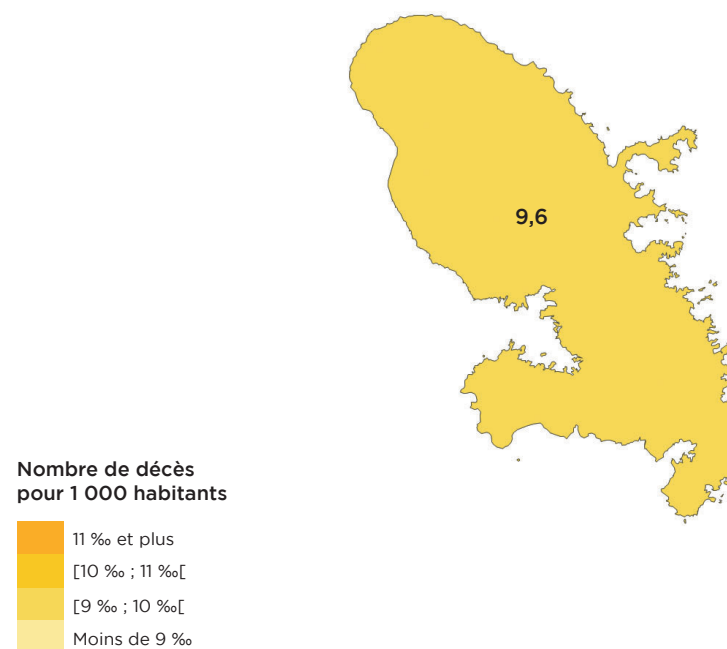 9,6
Nombre de décès
pour 1 000 habitants
11 ‰ et plus
[10 ‰ ; 11 ‰[
[9 ‰ ; 10 ‰[
Moins de 9 ‰